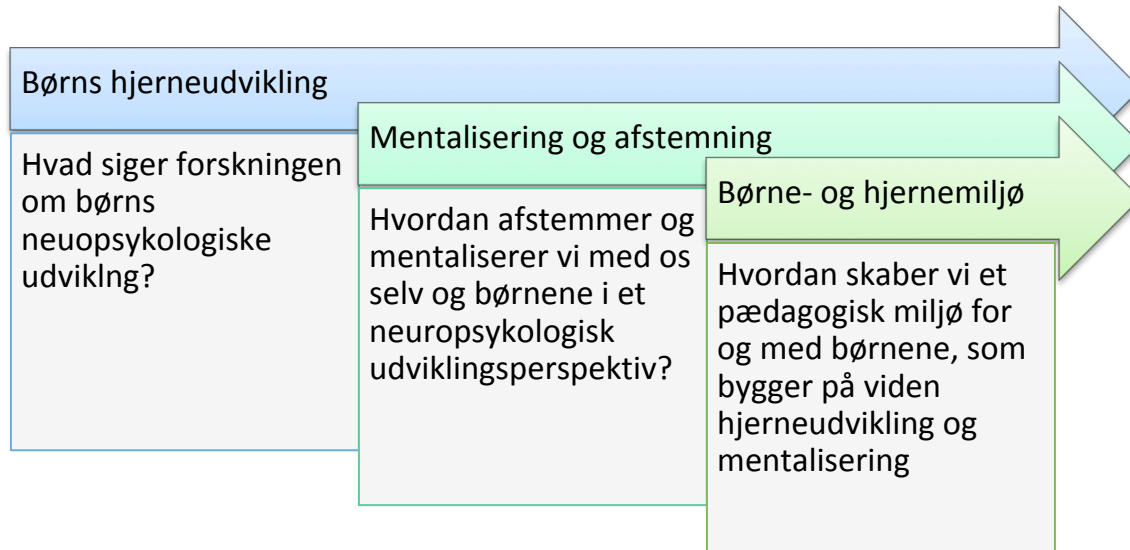 Børns hjerneudvikling
Hvad siger forskningen
om børns
neuopsykologiske
udviklng?
Mentalisering og afstemning
Hvordan afstemmer og
mentaliserer vi med os
selv og børnene i et
neuropsykologisk
udviklingsperspektiv?
Børne- og hjernemiljø
Hvordan skaber vi et
pædagogisk miljø for
og med børnene, som
bygger på viden
hjerneudvikling og
mentalisering